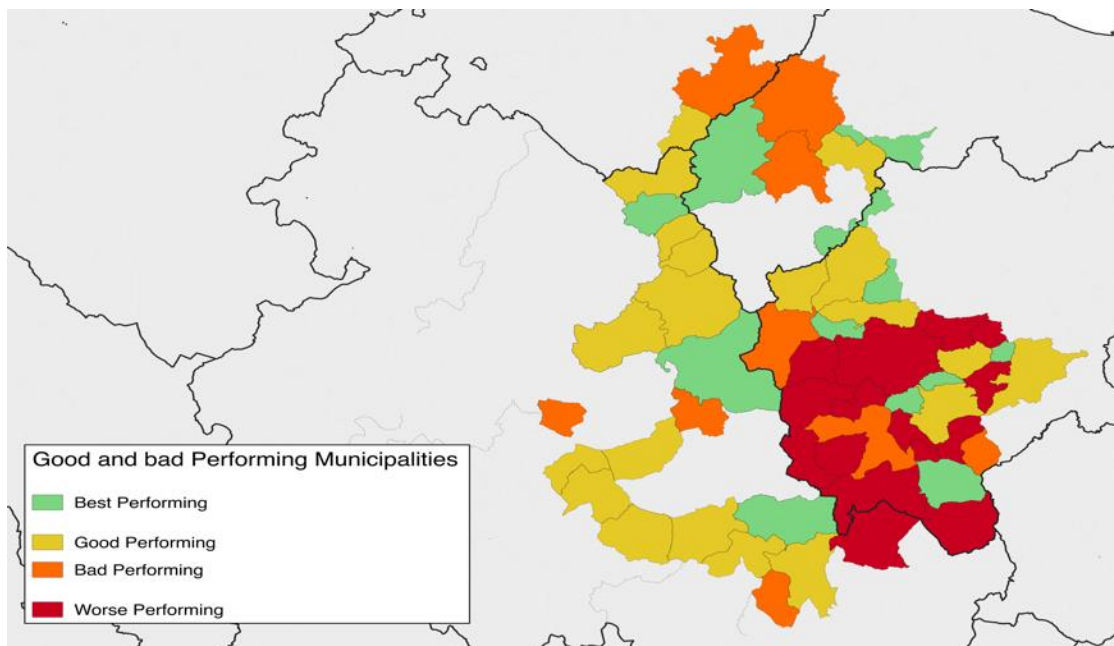 Good and bad Performing Municipalities
Best Performing
Good Performing
Bad Performing
Worse Performing